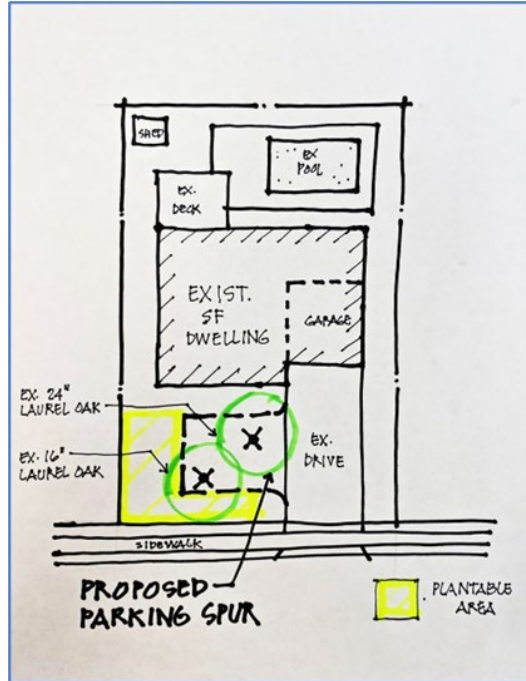 SHED
EX
POOL
EX.
DECK
EXIST.
SF
DWELLING
GARAGE
EX. 24"
LAUREL OAK
EX. 16"
LAUREL OAK
EX.
DRIVE
SIDEWALK
PROPOSED
PARKING SPUR
PLANTABLE
AREA